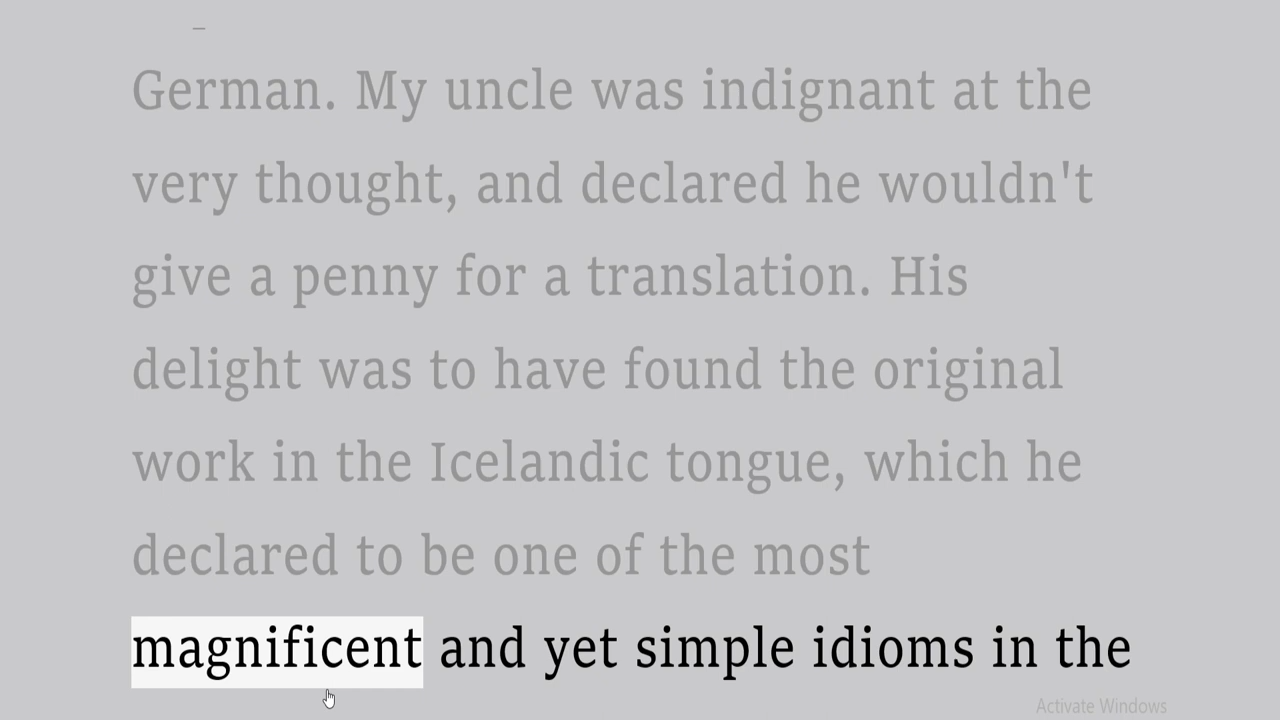 German. My uncle was indignant at the
very thought, and declared he wouldn't
give a penny for a translation. His
delight was to have found the original
work in the Icelandic tongue, which he
declared to be one of the most
magnificent and yet simple idioms in the
Activate Windows